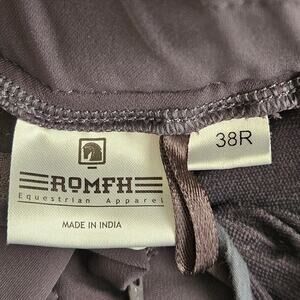 ROMFH
Equestrian Apparel
MADE IN INDIA
38R